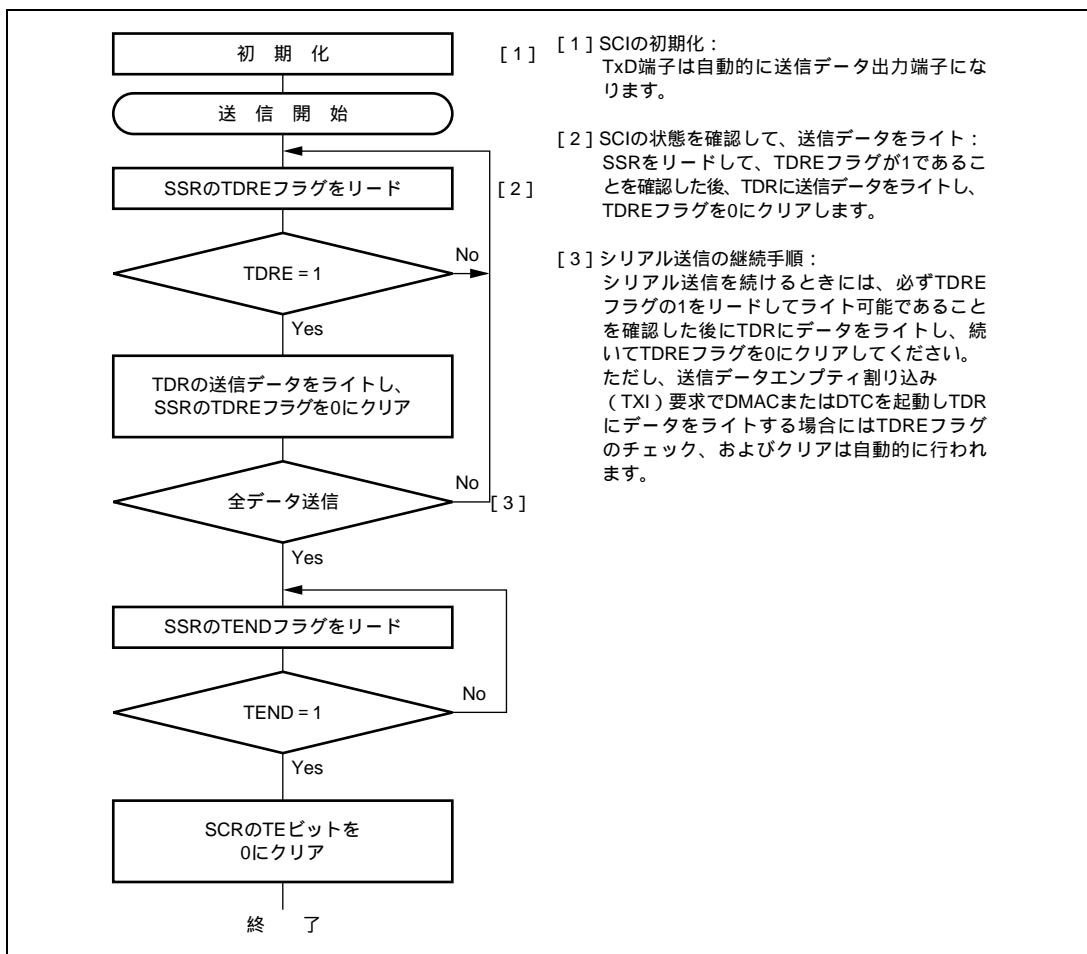 初 期 化
[ 1 ]
送 信 開 始
SSRのTDREフラグをリード
[ 2 ]
TDRE = 1
No
Yes
TDRの送信データをライトし、
SSRのTDREフラグを0にクリア
全データ送信
No
[ 3 ]
Yes
SSRのTENDフラグをリード
TEND = 1
No
Yes
SCRのTEビットを
0にクリア
終 了
[ 1 ] SCIの初期化：
TxD端子は自動的に送信データ出力端子にな
ります。
[ 2 ] SCIの状態を確認して、送信データをライト：
SSRをリードして、TDREフラグが1であるこ
とを確認した後、TDRに送信データをライトし、
TDREフラグを0にクリアします。
[ 3 ] シリアル送信の継続手順：
シリアル送信を続けるときには、必ずTDRE
フラグの1をリードしてライト可能であること
を確認した後にTDRにデータをライトし、続
いてTDREフラグを0にクリアしてください。
ただし、送信データエンプティ割り込み
（TXI）要求でDMACまたはDTCを起動しTDR
にデータをライトする場合にはTDREフラグ
のチェック、およびクリアは自動的に行われ
ます。